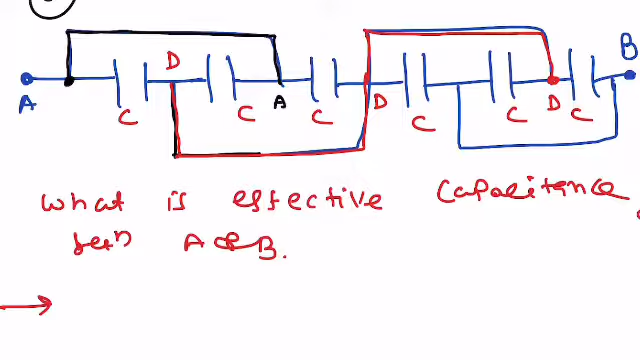 B
D
A C C A C D C C D C
What is effective capacitance
betn A & B.